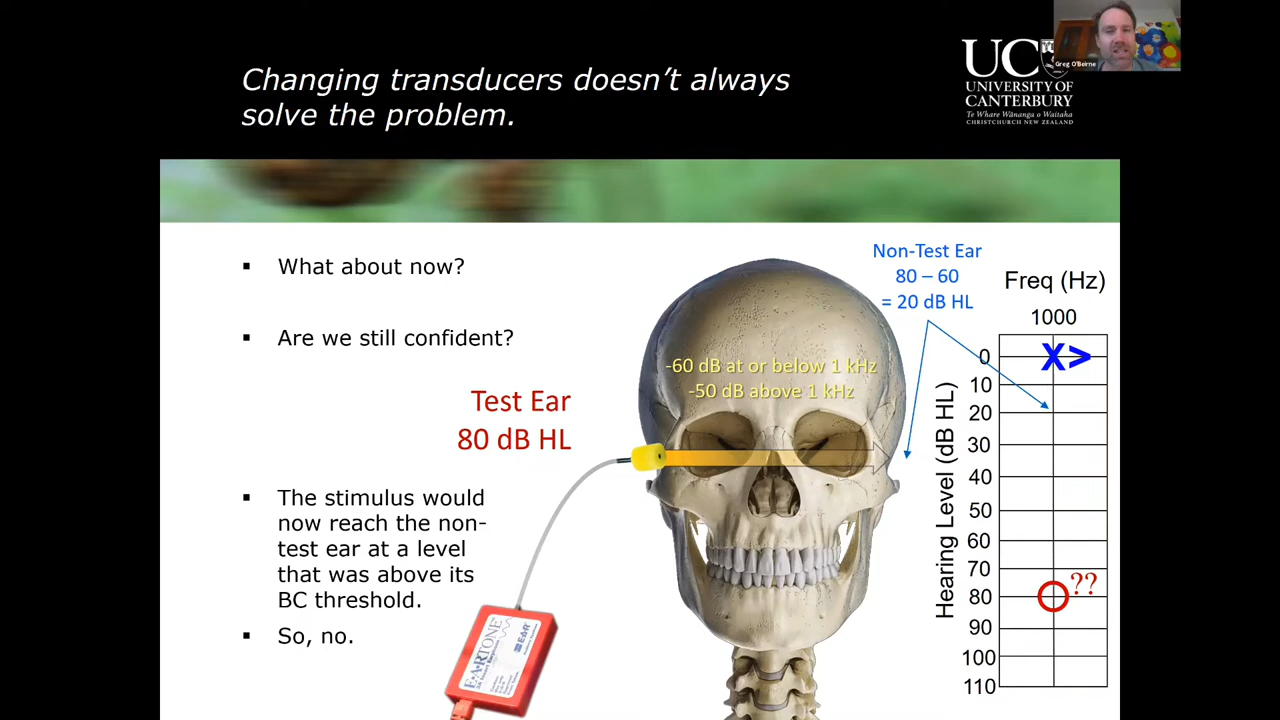 Changing transducers doesn't always
solve the problem.
UC
UNIVERSITY OF
CANTERBURY
Te Whare Wānanga o Waitaha
CHRISTCHURCH NEW ZEALAND
Greg O'Beirne
What about now?
Are we still confident?
Test Ear
80 dB HL
The stimulus would
now reach the non-
test ear at a level
that was above its
BC threshold.
So, no.
-60 dB at or below 1 kHz
-50 dB above 1 kHz
Non-Test Ear
80 – 60
= 20 dB HL
Freq (Hz)
1000
Hearing Level (dB HL)
0
10
20
30
40
50
60
70
80
90
100
110
X>
??
E·A·RTONE
E·A·R